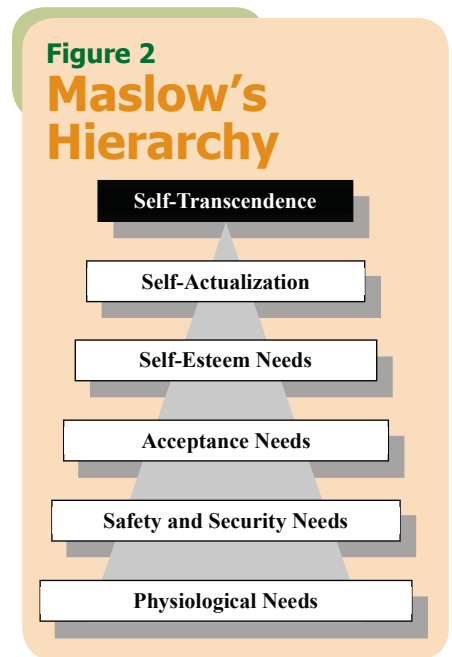 Figure 2
Maslow's
Hierarchy
Self-Transcendence
Self-Actualization
Self-Esteem Needs
Acceptance Needs
Safety and Security Needs
Physiological Needs